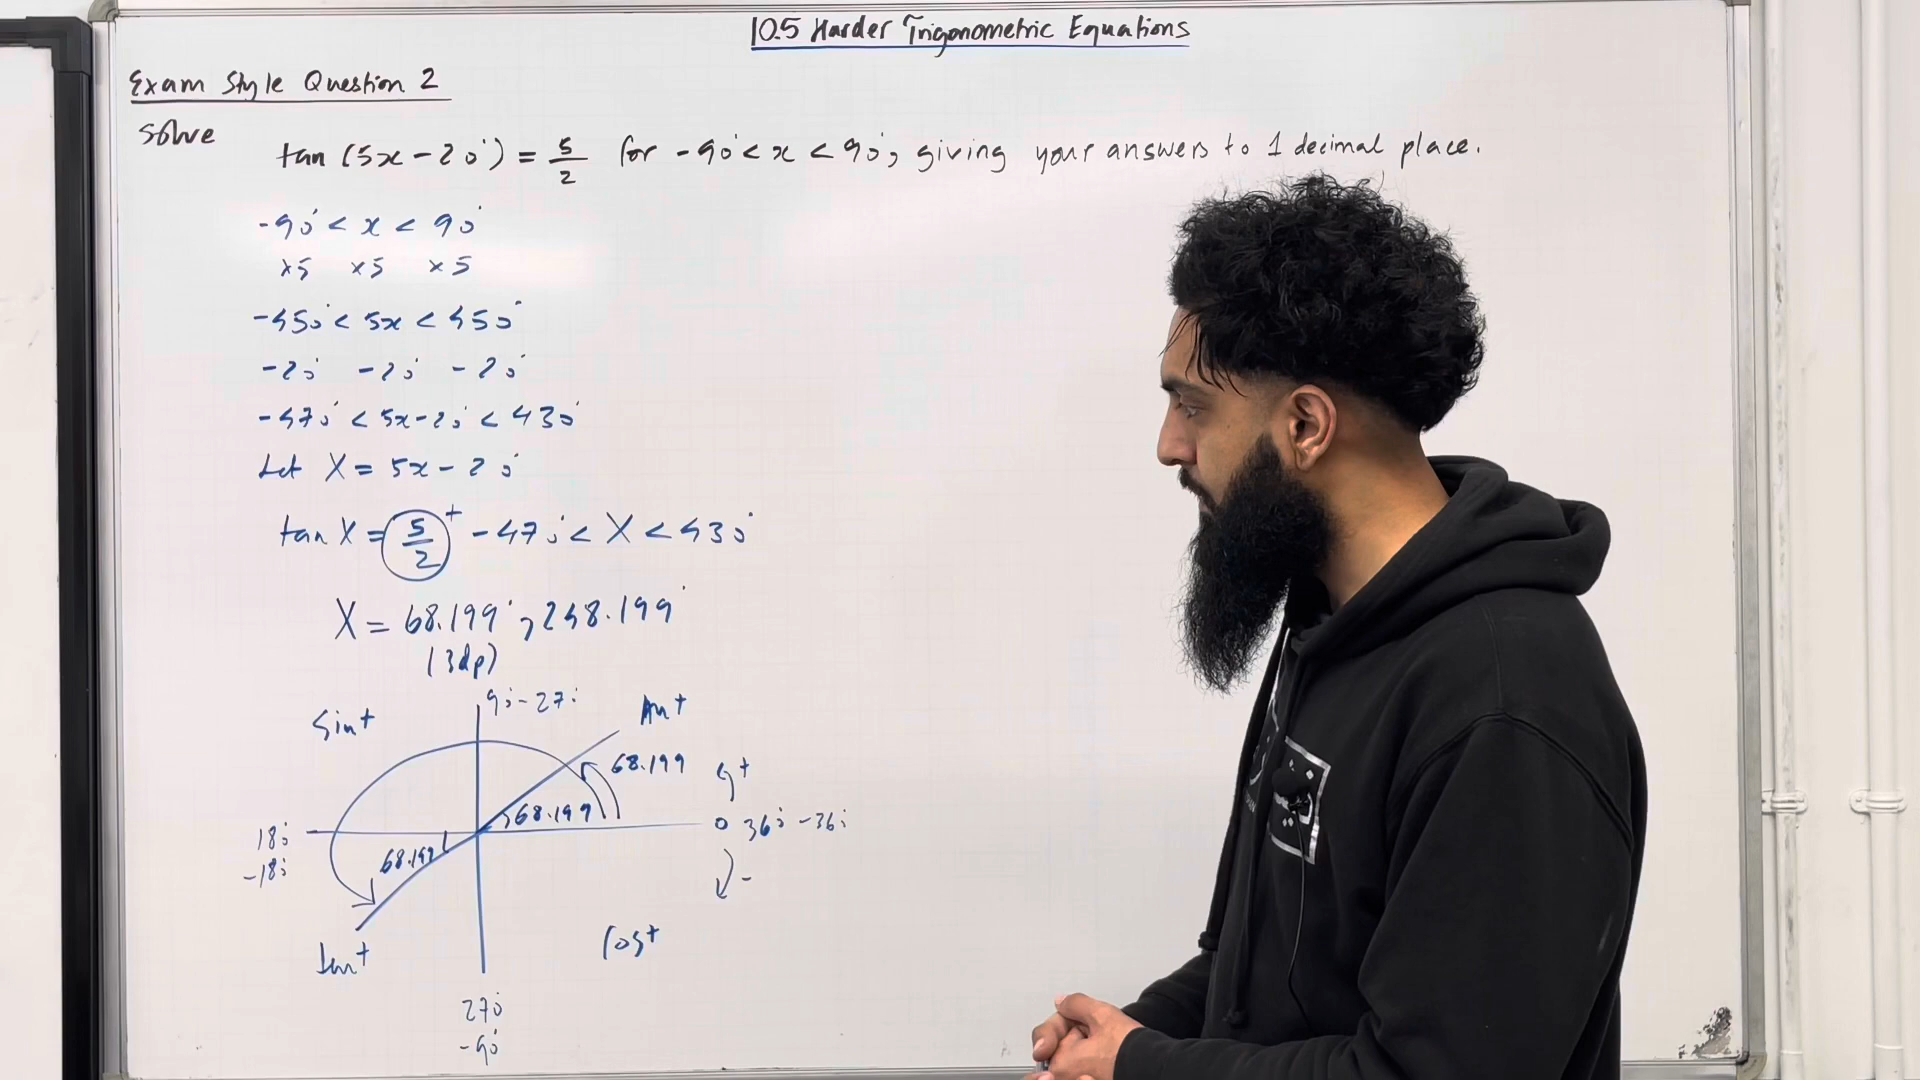 10.5 Harder Trigonometric Equations
Exam Style Question 2
Solve
tan (5x - 20°) = 5/2 for -90° < x < 90°, giving your answers to 1 decimal place.
-90° < x < 90°
×5 ×5 ×5
-450° < 5x < 450°
-20° -20° -20°
-470° < 5x - 20° < 430°
Let X = 5x - 20°
tan X = 5/2 + -470° < X < 430°
X = 68.199°, 248.199°
(3dp)
90° -270°
Sin+
All+
68.199
+
68.199
0 360° -360°
180°
-180°
68.199
-
tan+
cos+
270°
-90°